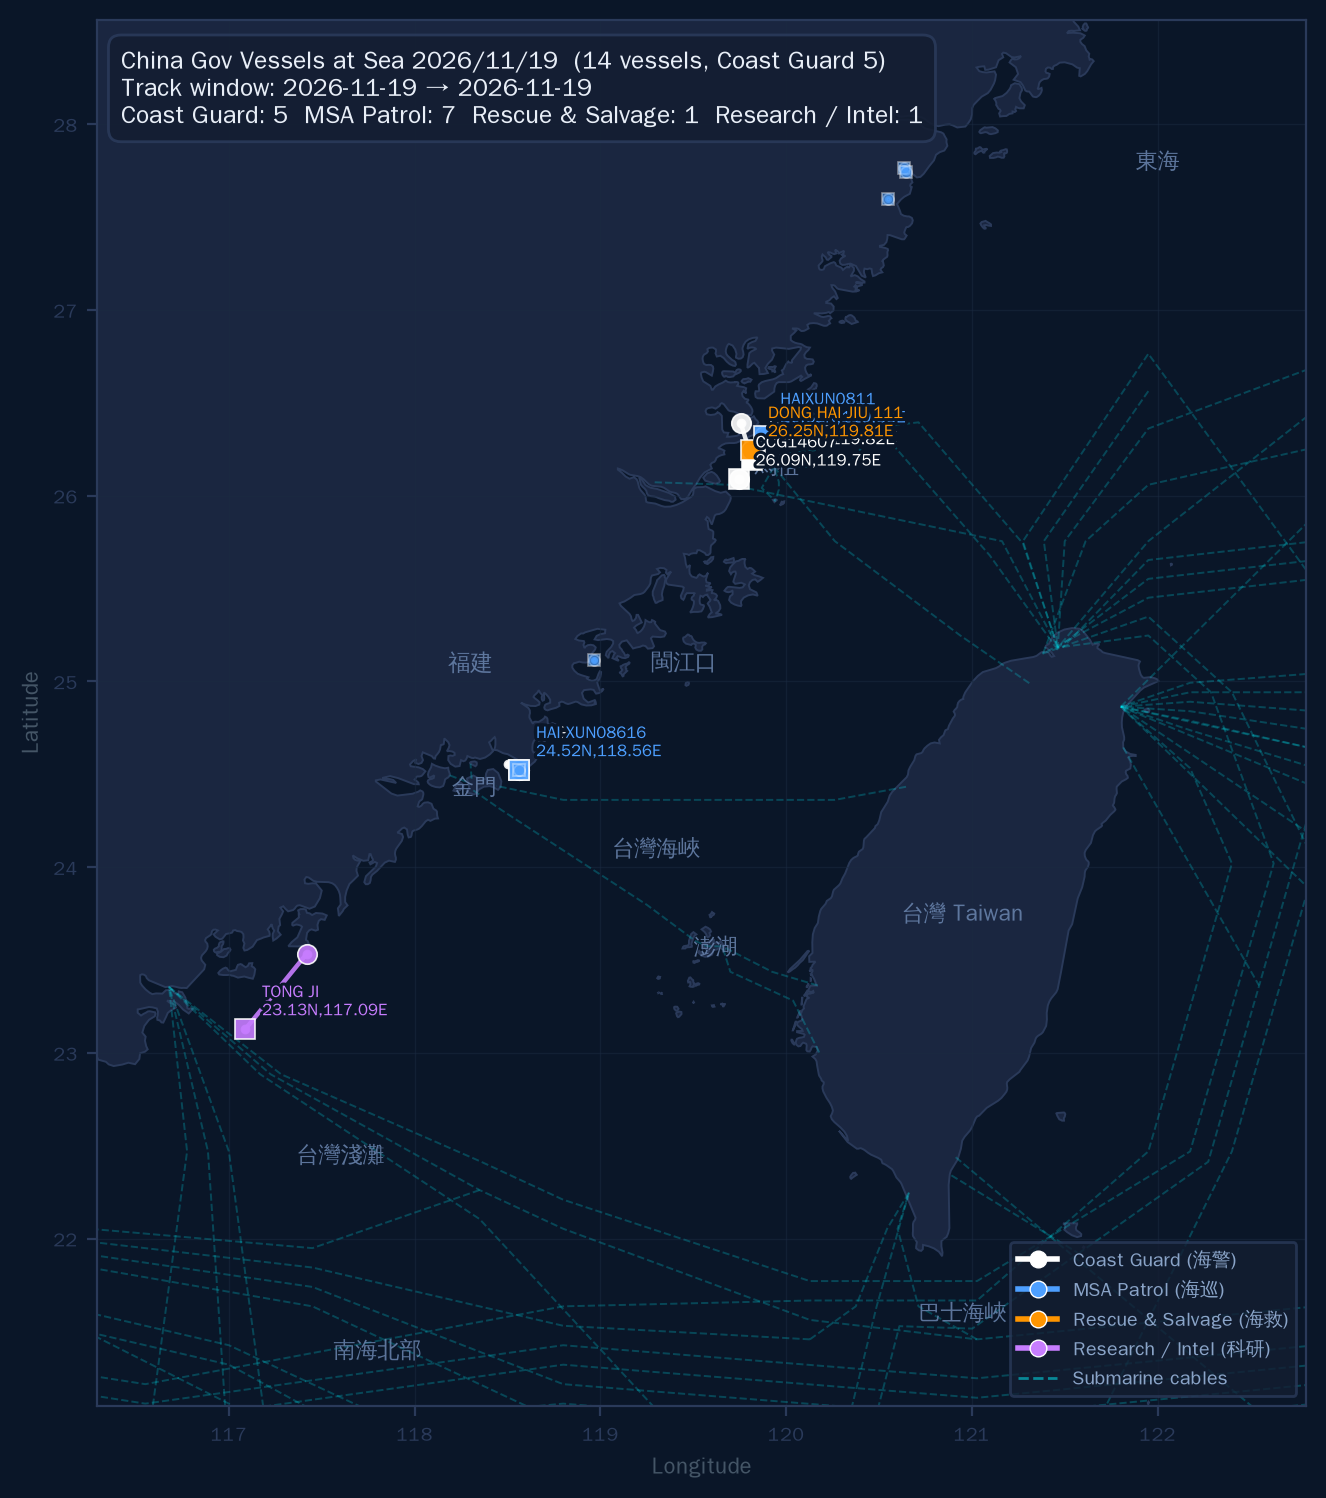 China Gov Vessels at Sea 2026/11/19 (14 vessels, Coast Guard 5)
Track window: 2026-11-19 → 2026-11-19
Coast Guard: 5 MSA Patrol: 7 Rescue & Salvage: 1 Research / Intel: 1
28
東海
27
HAIXUN0811
DONG HAI JIU 111
26.25N,119.81E
CCG14607
26.09N,119.75E
26
福建
閩江口
25
HAI XUN08616
24.52N,118.56E
金門
台灣海峽
24
台灣 Taiwan
澎湖
TONG JI
23.13N,117.09E
23
台灣淺灘
22
巴士海峽
南海北部
Coast Guard (海警)
MSA Patrol (海巡)
Rescue & Salvage (海救)
Research / Intel (科研)
Submarine cables
117
118
119
120
121
122
Longitude
Latitude